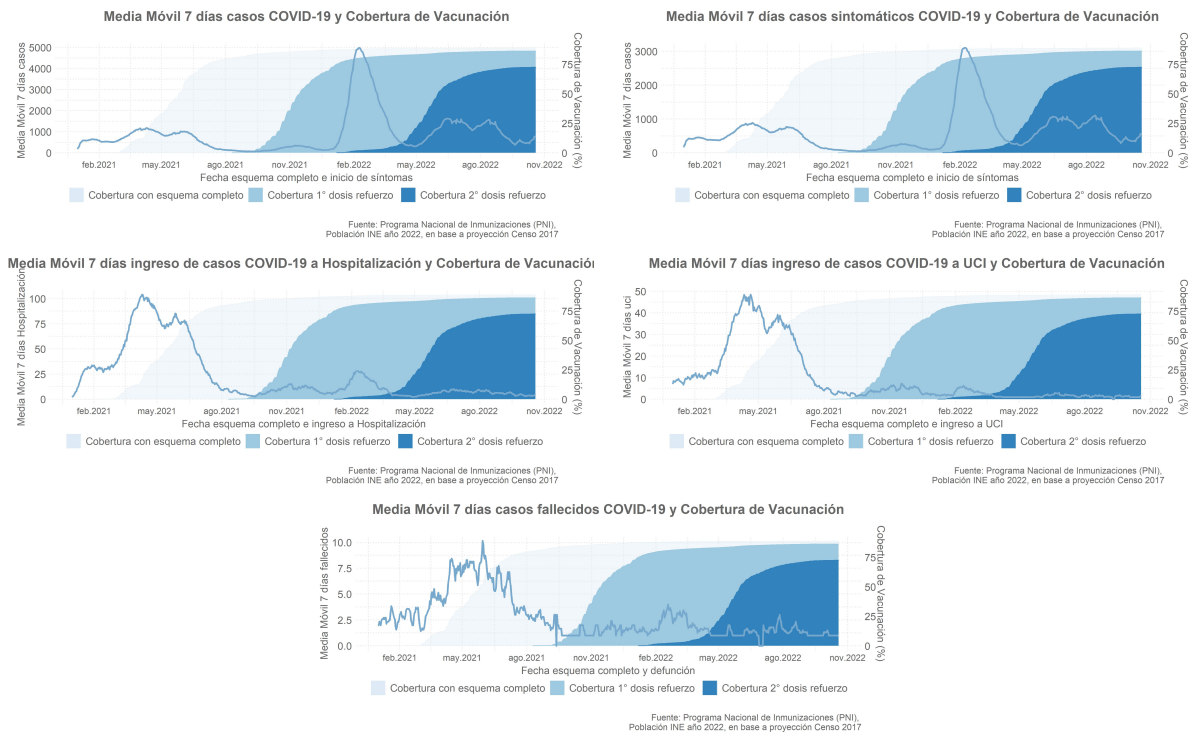 Media Móvil 7 días casos COVID-19 y Cobertura de Vacunación
Media Móvil 7 días casos
5000
4000
3000
2000
1000
0
Cobertura de Vacunación (%)
75
50
25
0
feb.2021 may.2021 ago.2021 nov.2021 feb.2022 may.2022 ago.2022 nov.2022
Fecha esquema completo e inicio de síntomas
Cobertura con esquema completo Cobertura 1° dosis refuerzo Cobertura 2° dosis refuerzo
Fuente: Programa Nacional de Inmunizaciones (PNI),
Población INE año 2022, en base a proyección Censo 2017
Media Móvil 7 días casos sintomáticos COVID-19 y Cobertura de Vacunación
Media Móvil 7 días casos
3000
2000
1000
0
Cobertura de Vacunación (%)
75
50
25
0
feb.2021 may.2021 ago.2021 nov.2021 feb.2022 may.2022 ago.2022 nov.2022
Fecha esquema completo e inicio de síntomas
Cobertura con esquema completo Cobertura 1° dosis refuerzo Cobertura 2° dosis refuerzo
Fuente: Programa Nacional de Inmunizaciones (PNI),
Población INE año 2022, en base a proyección Censo 2017
Media Móvil 7 días ingreso de casos COVID-19 a Hospitalización y Cobertura de Vacunación
Media Móvil 7 días Hospitalización
100
75
50
25
0
Cobertura de Vacunación (%)
75
50
25
0
feb.2021 may.2021 ago.2021 nov.2021 feb.2022 may.2022 ago.2022 nov.2022
Fecha esquema completo e ingreso a Hospitalización
Cobertura con esquema completo Cobertura 1° dosis refuerzo Cobertura 2° dosis refuerzo
Fuente: Programa Nacional de Inmunizaciones (PNI),
Población INE año 2022, en base a proyección Censo 2017
Media Móvil 7 días ingreso de casos COVID-19 a UCI y Cobertura de Vacunación
Media Móvil 7 días uci
50
40
30
20
10
0
Cobertura de Vacunación (%)
75
50
25
0
feb.2021 may.2021 ago.2021 nov.2021 feb.2022 may.2022 ago.2022 nov.2022
Fecha esquema completo e ingreso a UCI
Cobertura con esquema completo Cobertura 1° dosis refuerzo Cobertura 2° dosis refuerzo
Fuente: Programa Nacional de Inmunizaciones (PNI),
Población INE año 2022, en base a proyección Censo 2017
Media Móvil 7 días casos fallecidos COVID-19 y Cobertura de Vacunación
Media Móvil 7 días fallecidos
10.0
7.5
5.0
2.5
0.0
Cobertura de Vacunación (%)
75
50
25
0
feb.2021 may.2021 ago.2021 nov.2021 feb.2022 may.2022 ago.2022 nov.2022
Fecha esquema completo y defunción
Cobertura con esquema completo Cobertura 1° dosis refuerzo Cobertura 2° dosis refuerzo
Fuente: Programa Nacional de Inmunizaciones (PNI),
Población INE año 2022, en base a proyección Censo 2017